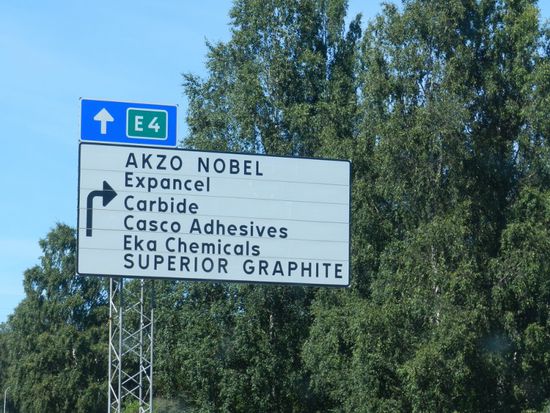 E4
AKZO NOBEL
Expancel
Carbide
Casco Adhesives
Eka Chemicals
SUPERIOR GRAPHITE